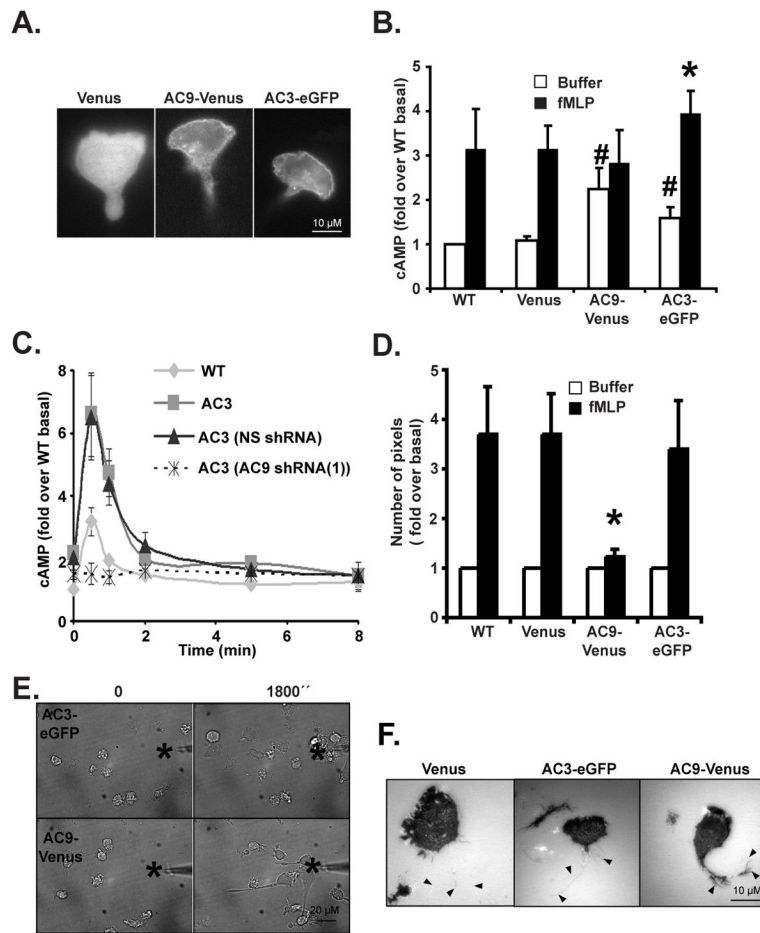 A.
Venus AC9-Venus AC3-eGFP
10 µM
B.
cAMP (fold over WT basal)
5
4
3
2
1
0
Buffer
fMLP
#
#
*
WT
Venus
AC9-
Venus
AC3-
eGFP
C.
cAMP (fold over WT basal)
8
6
4
2
0
WT
AC3
AC3 (NS shRNA)
AC3 (AC9 shRNA(1))
0 2 4 6 8
Time (min)
D.
Number of pixels
( fold over basal)
5
4
3
2
1
0
Buffer
fMLP
*
WT
Venus
AC9-
Venus
AC3-
eGFP
E.
0 1800´´
AC3-
eGFP
* *
AC9-
Venus
* *
20 µM
F.
Venus AC3-eGFP AC9-Venus
10 µM